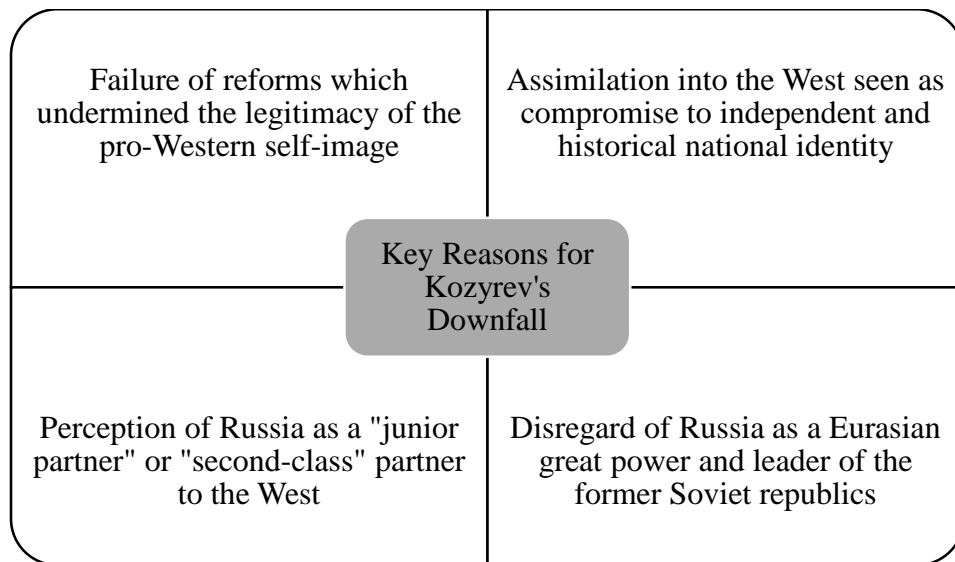 Failure of reforms which
undermined the legitimacy of the
pro-Western self-image
Assimilation into the West seen as
compromise to independent and
historical national identity
Key Reasons for
Kozyrev's
Downfall
Perception of Russia as a "junior
partner" or "second-class" partner
to the West
Disregard of Russia as a Eurasian
great power and leader of the
former Soviet republics